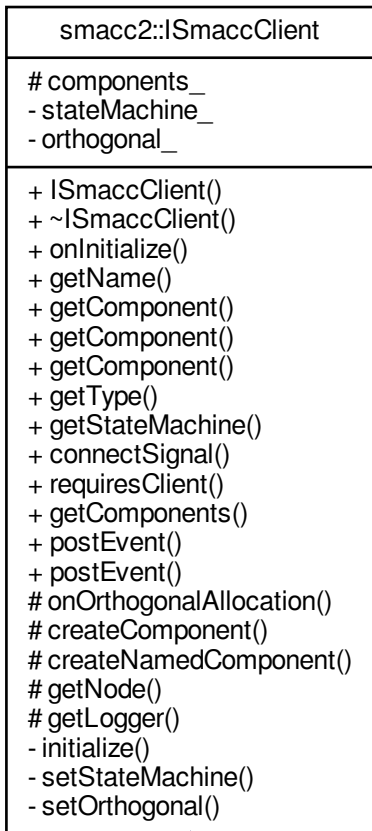 smacc2::ISmaccClient
# components_
- stateMachine_
- orthogonal_
+ ISmaccClient()
+ ~ISmaccClient()
+ onInitialize()
+ getName()
+ getComponent()
+ getComponent()
+ getComponent()
+ getType()
+ getStateMachine()
+ connectSignal()
+ requiresClient()
+ getComponents()
+ postEvent()
+ postEvent()
# onOrthogonalAllocation()
# createComponent()
# createNamedComponent()
# getNode()
# getLogger()
- initialize()
- setStateMachine()
- setOrthogonal()